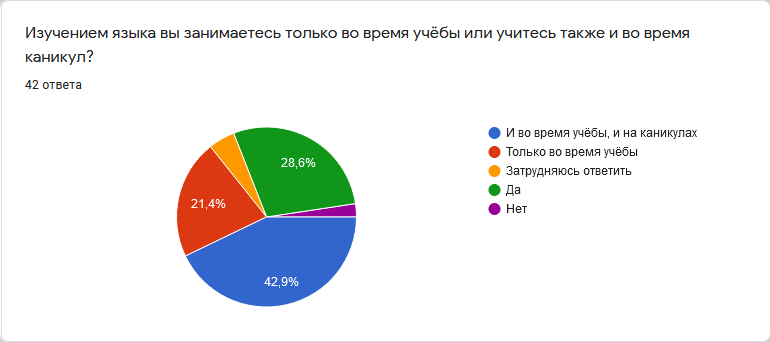 Изучением языка вы занимаетесь только во время учёбы или учитесь также и во время
каникул?
42 ответа
И во время учёбы, и на каникулах
Только во время учёбы
Затрудняюсь ответить
Да
Нет
28,6%
21,4%
42,9%